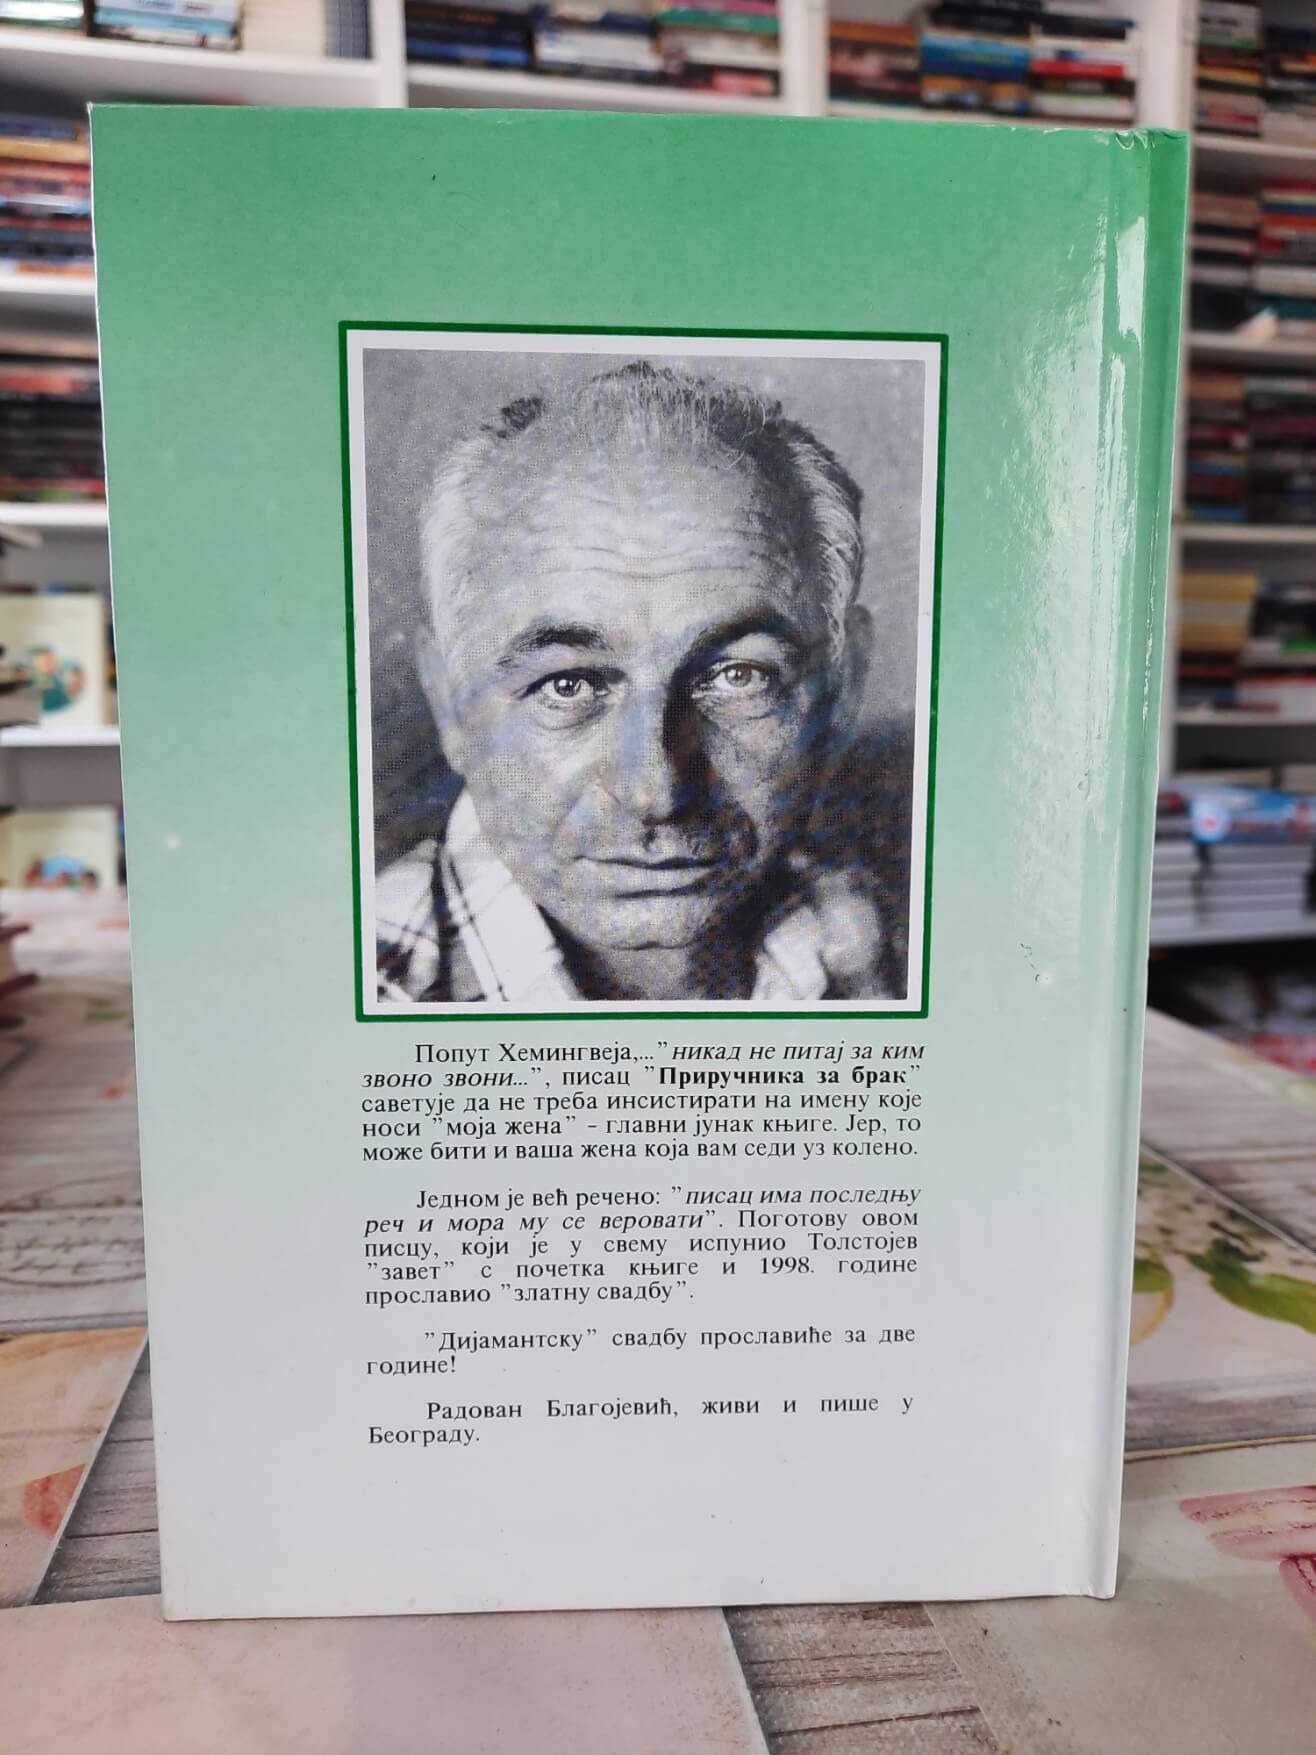 Попут Хемингвеја,..."никад не питај за ким
звоно звони...", писац "Приручника за брак"
саветује да не треба инсистирати на имену које
носи "моја жена" - главни јунак књиге. Јер, то
може бити и ваша жена која вам седи уз колено.
Једном је већ речено: "писац има последњу
реч и мора му се веровати". Поготову овом
писцу, који је у свему испунио Толстојев
"завет" с почетка књиге и 1998. године
прославио "златну свадбу".
"Дијамантску" свадбу прославиће за две
године!
Радован Благојевић, живи и пише у
Београду.